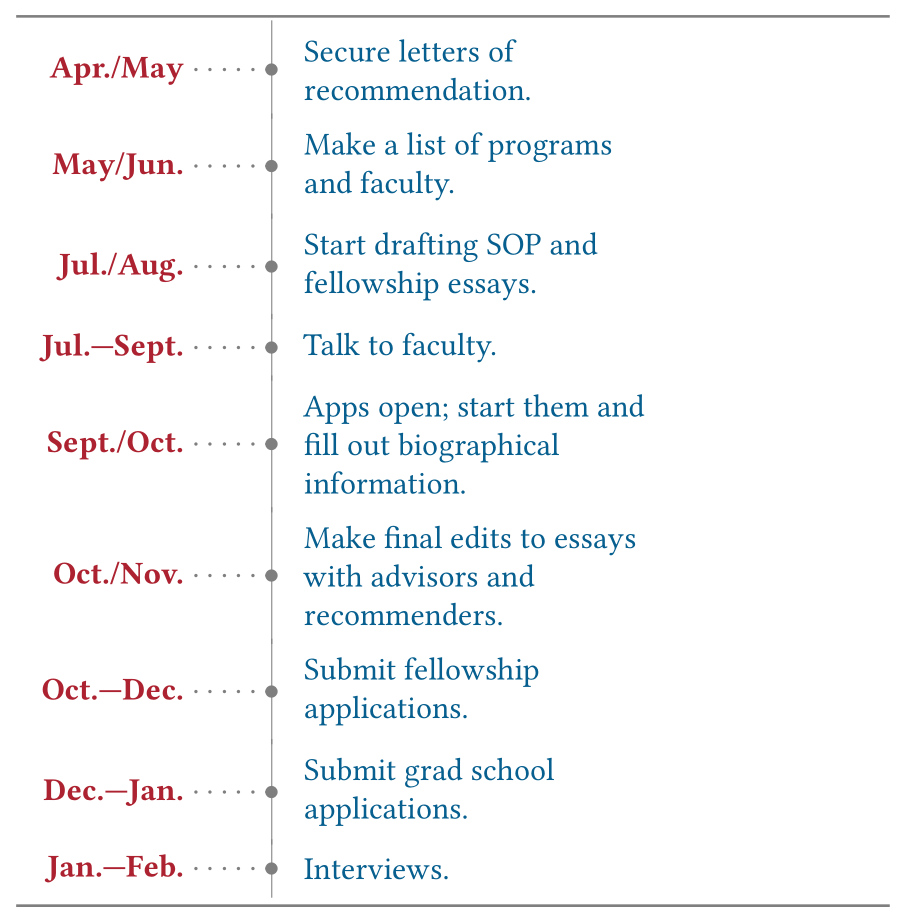 Apr./May
Secure letters of
recommendation.
May/Jun.
Make a list of programs
and faculty.
Jul./Aug.
Start drafting SOP and
fellowship essays.
Jul.—Sept.
Talk to faculty.
Sept./Oct.
Apps open; start them and
fill out biographical
information.
Oct./Nov.
Make final edits to essays
with advisors and
recommenders.
Oct.—Dec.
Submit fellowship
applications.
Dec.—Jan.
Submit grad school
applications.
Jan.—Feb.
Interviews.